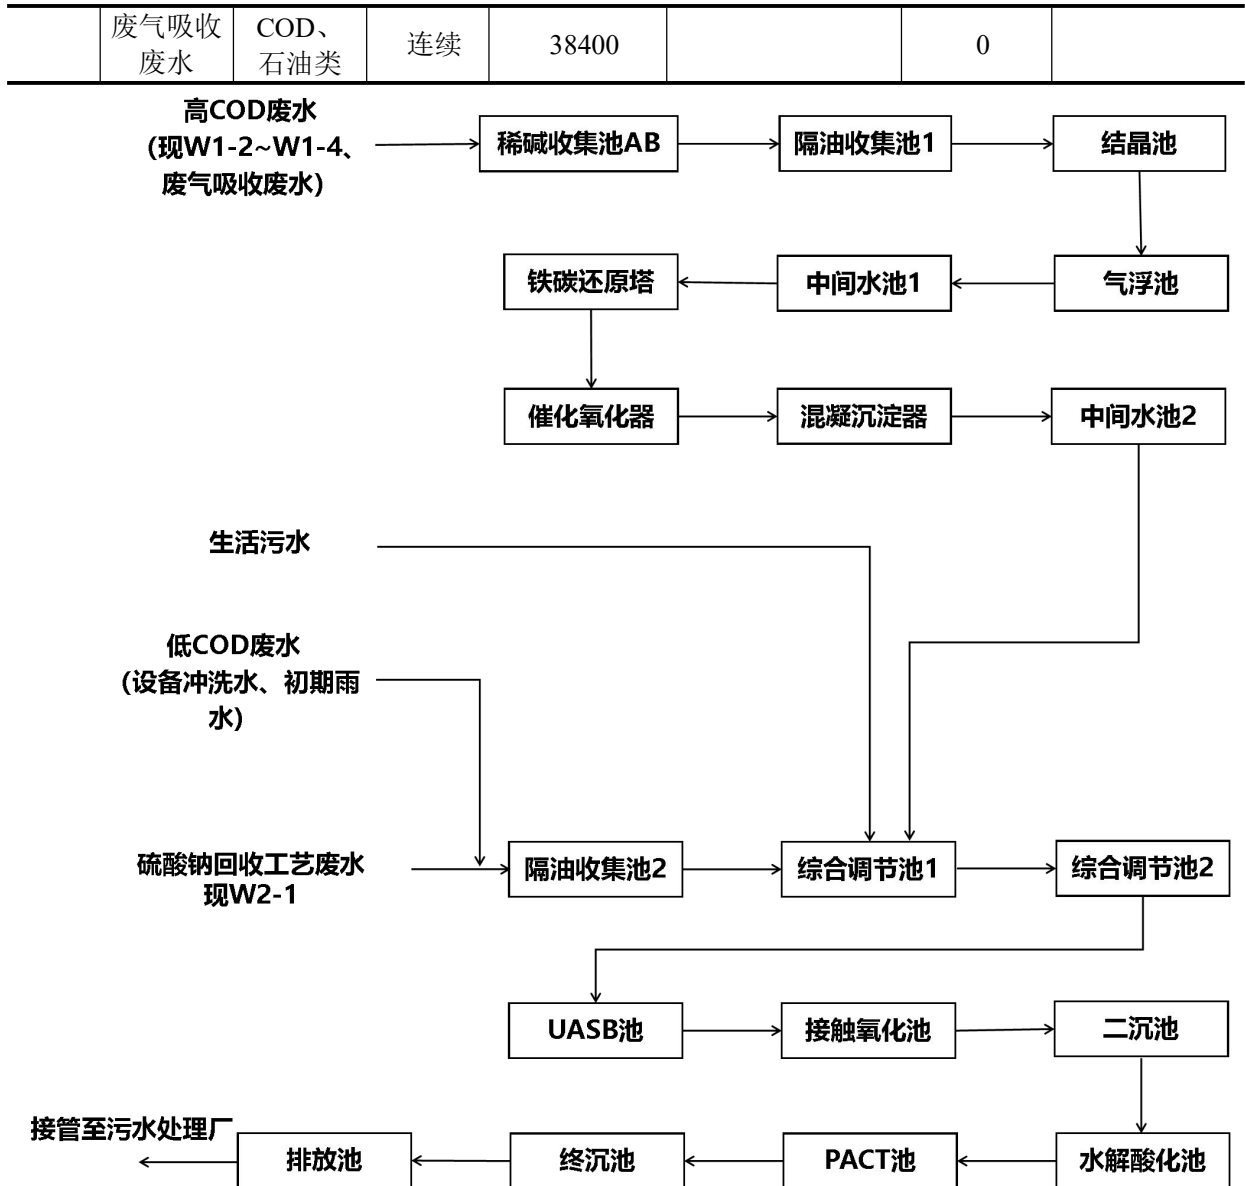 废气吸收
废水
COD、
石油类
连续
38400
0
高COD废水
(现W1-2~W1-4、
废气吸收废水)
稀碱收集池AB
隔油收集池1
结晶池
铁碳还原塔
中间水池1
气浮池
催化氧化器
混凝沉淀器
中间水池2
生活污水
低COD废水
(设备冲洗水、初期雨
水)
硫酸钠回收工艺废水
现W2-1
隔油收集池2
综合调节池1
综合调节池2
UASB池
接触氧化池
二沉池
接管至污水处理厂
排放池
终沉池
PACT池
水解酸化池